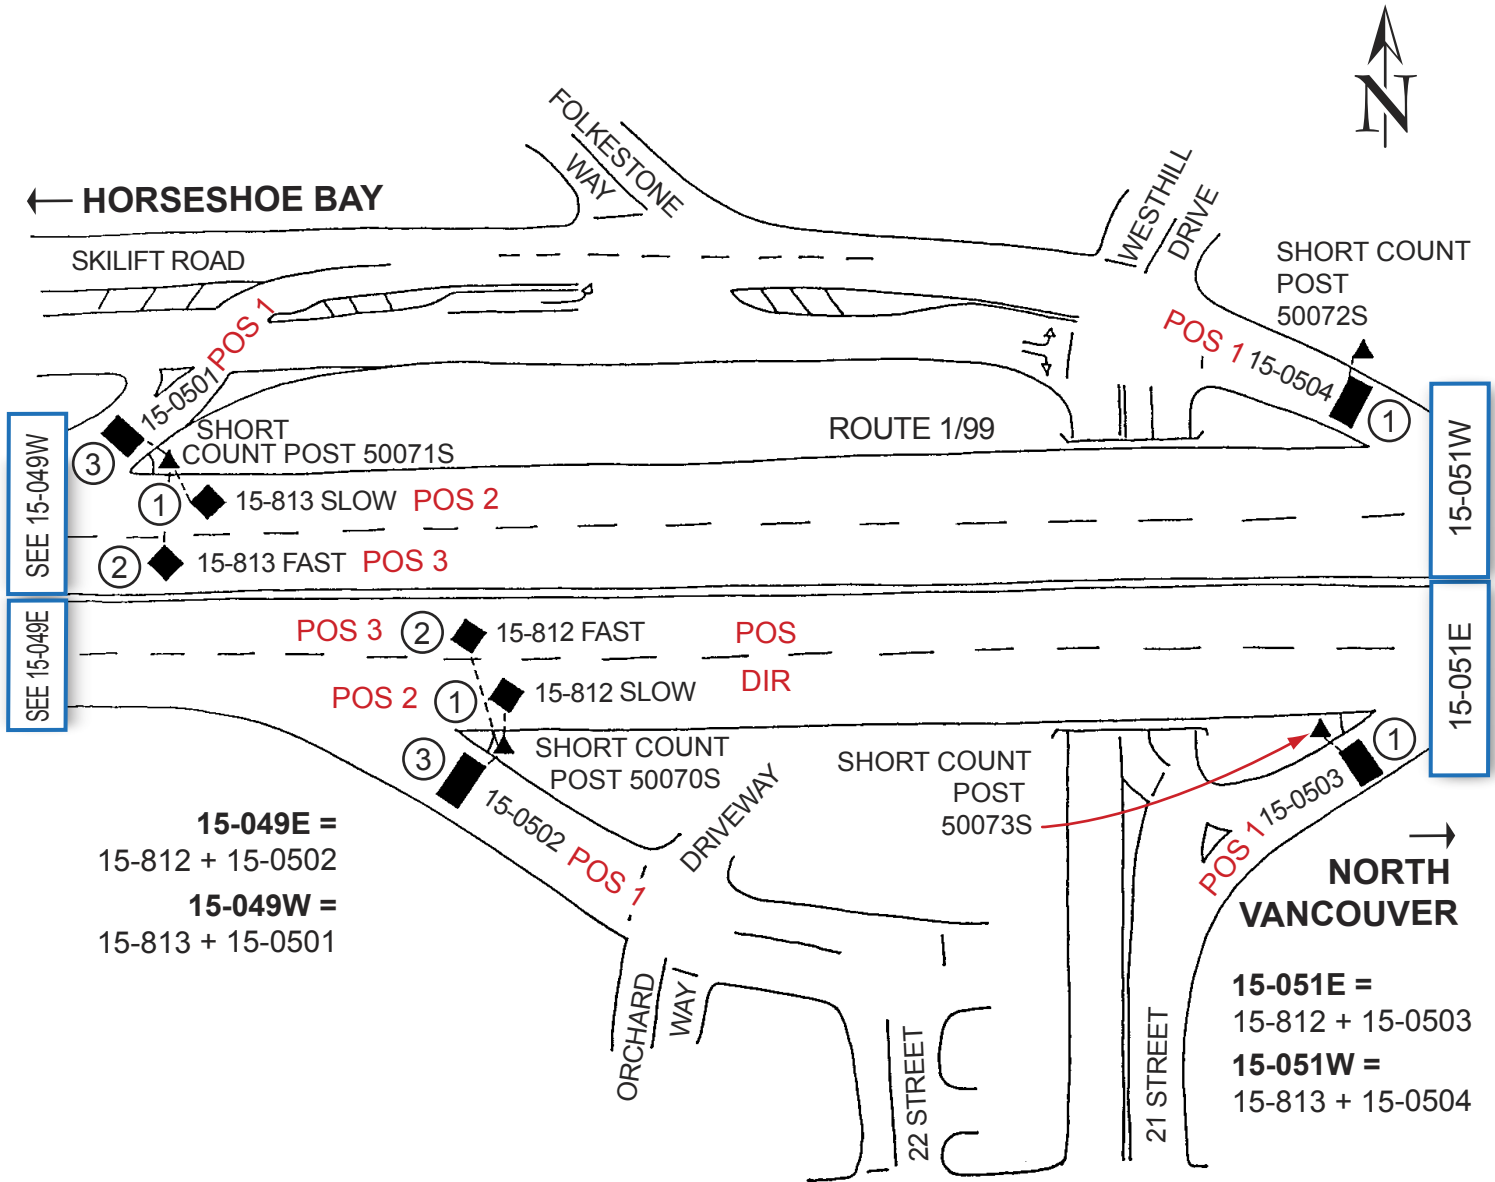 N
FOLKESTONE
WAY
WESTHILL
DRIVE
← HORSESHOE BAY
SKILIFT ROAD
SHORT COUNT
POST
50072S
POS 1
15-0501
POS 1
15-0504
1
SHORT
COUNT POST 50071S
3
ROUTE 1/99
SEE 15-049W
15-051W
1
15-813 SLOW POS 2
2
15-813 FAST POS 3
SEE 15-049E
15-051E
POS 3
2
15-812 FAST
POS
DIR
POS 2
1
15-812 SLOW
3
SHORT COUNT
POST 50070S
15-0502
POS 1
SHORT COUNT
POST
50073S
1
15-0503
POS 1
DRIVEWAY
15-049E =
15-812 + 15-0502
15-049W =
15-813 + 15-0501
→
NORTH
VANCOUVER
15-051E =
15-812 + 15-0503
15-051W =
15-813 + 15-0504
ORCHARD
WAY
22 STREET
21 STREET